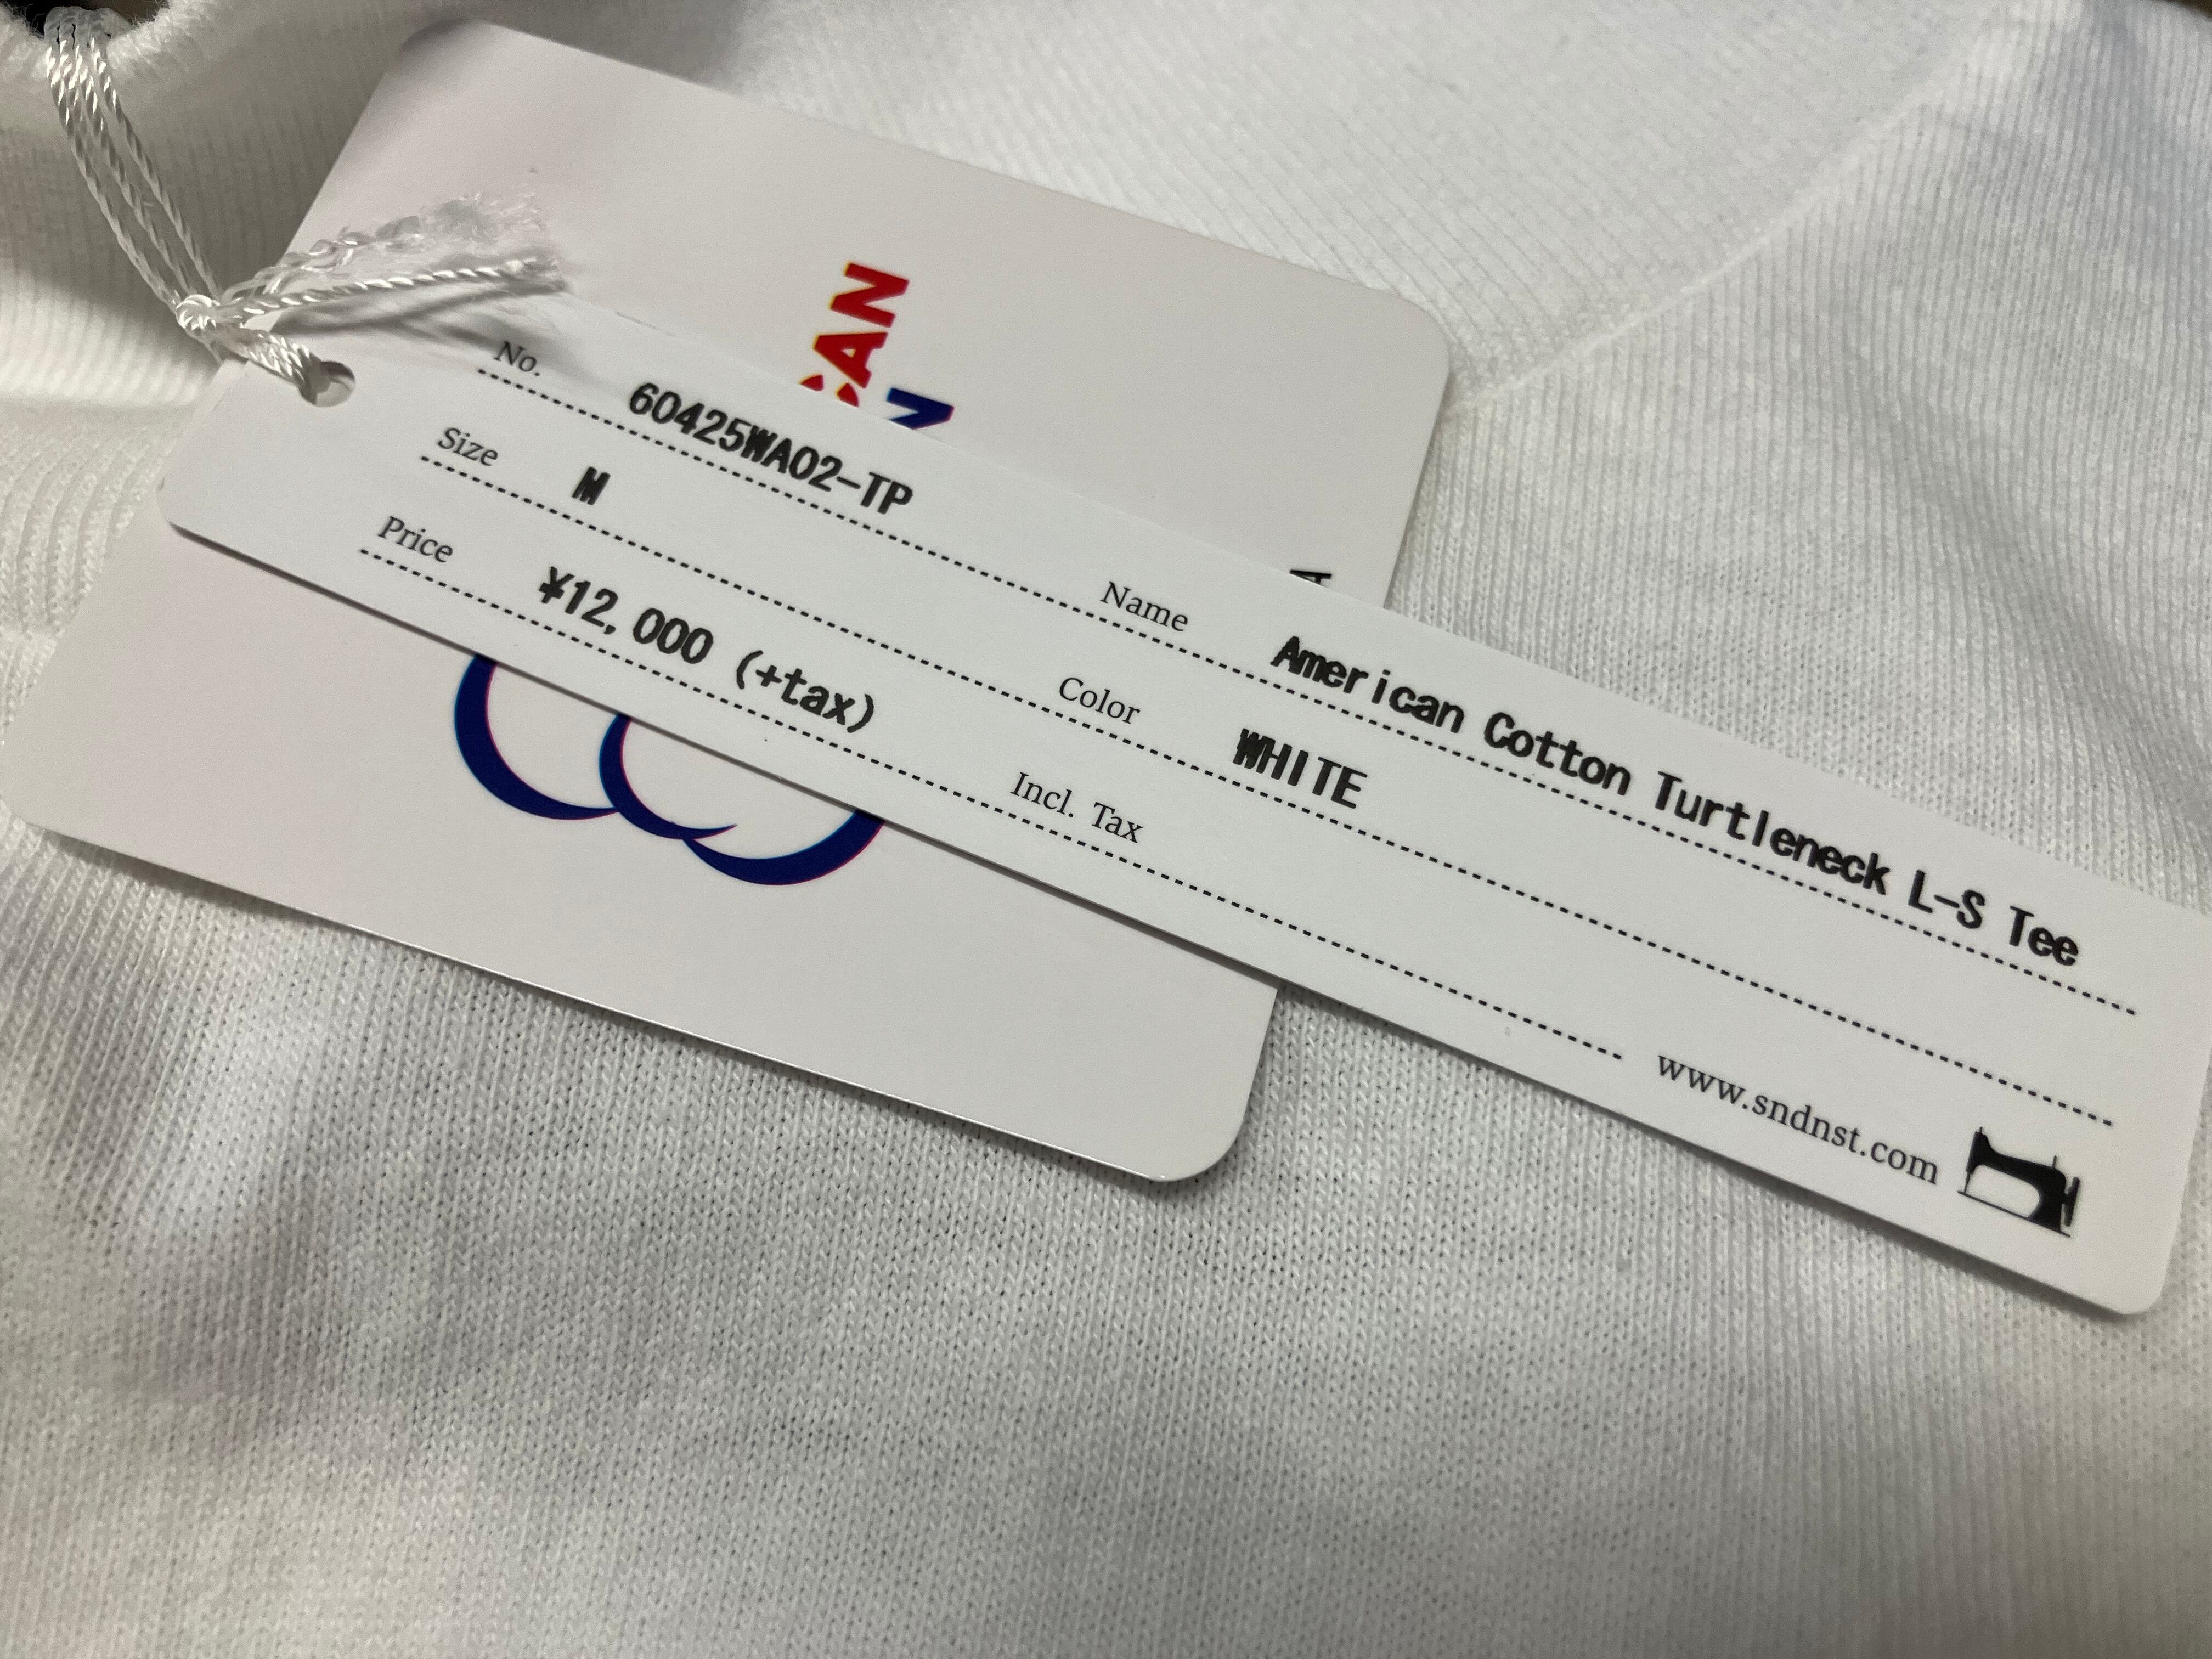 No. 60425WA02-TP Name American Cotton Turtleneck L-S Tee
Size M Color WHITE
Price ¥12,000 (+tax) Incl. Tax
www.sndnst.com